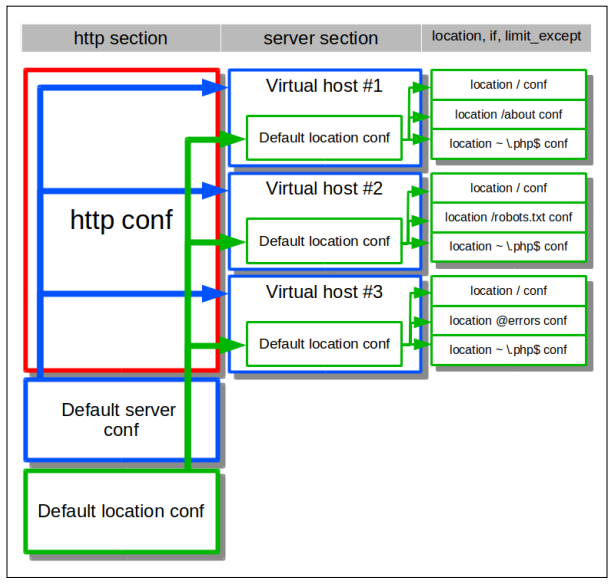 http section
server section
location, if, limit_except
http conf
Default server
conf
Default location conf
Virtual host #1
Default location conf
location / conf
location /about conf
location ~ \.php$ conf
Virtual host #2
Default location conf
location / conf
location /robots.txt conf
location ~ \.php$ conf
Virtual host #3
Default location conf
location / conf
location @errors conf
location ~ \.php$ conf